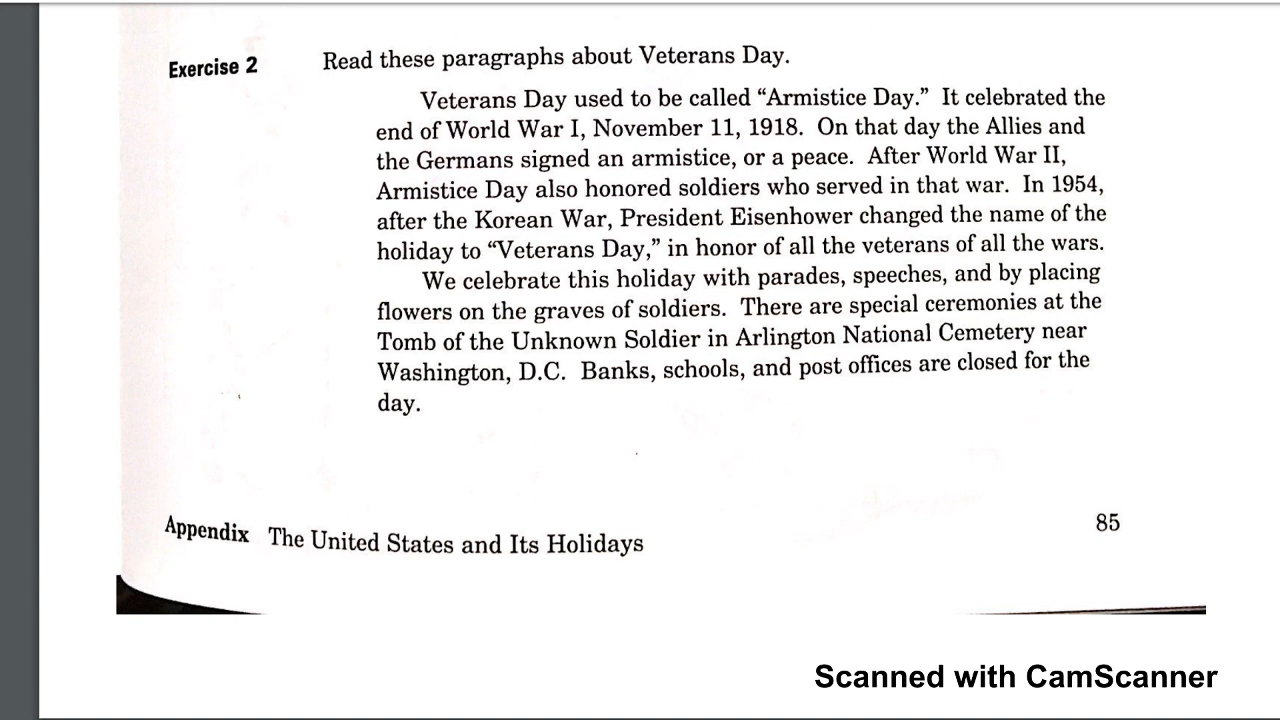 Exercise 2 Read these paragraphs about Veterans Day.
Veterans Day used to be called “Armistice Day.” It celebrated the
end of World War I, November 11, 1918. On that day the Allies and
the Germans signed an armistice, or a peace. After World War II,
Armistice Day also honored soldiers who served in that war. In 1954,
after the Korean War, President Eisenhower changed the name of the
holiday to “Veterans Day,” in honor of all the veterans of all the wars.
We celebrate this holiday with parades, speeches, and by placing
flowers on the graves of soldiers. There are special ceremonies at the
Tomb of the Unknown Soldier in Arlington National Cemetery near
Washington, D.C. Banks, schools, and post offices are closed for the
day.
Appendix The United States and Its Holidays 85
Scanned with CamScanner